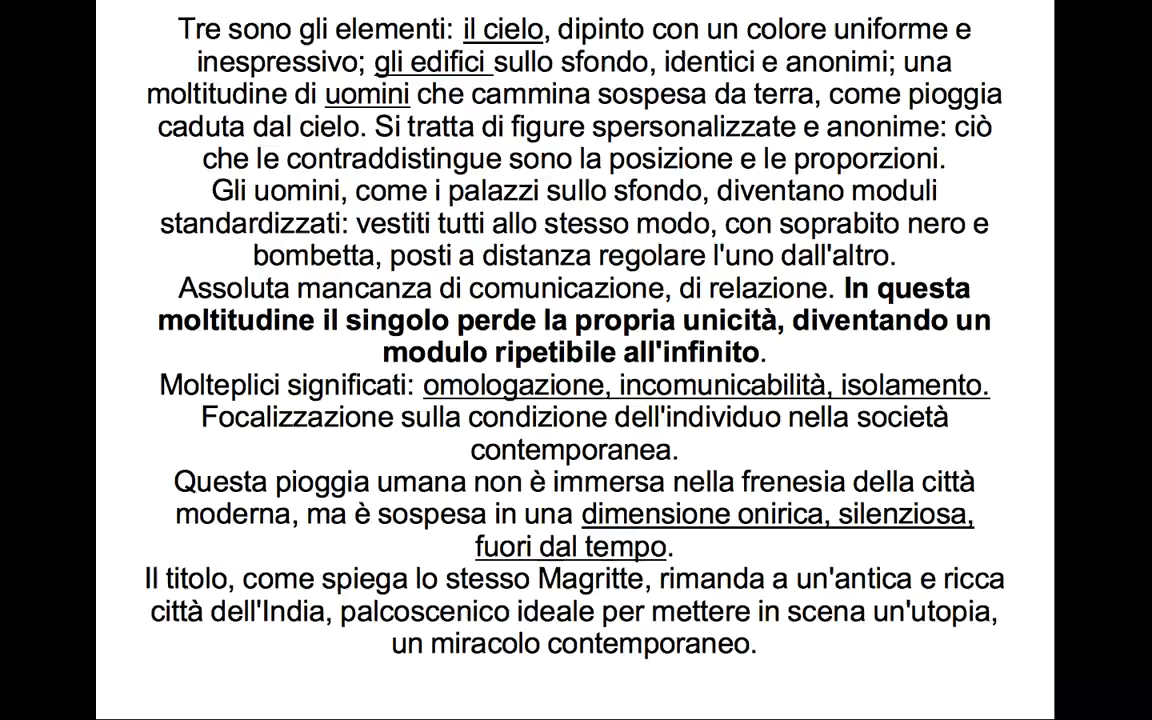 Tre sono gli elementi: il cielo, dipinto con un colore uniforme e
inespressivo; gli edifici sullo sfondo, identici e anonimi; una
moltitudine di uomini che cammina sospesa da terra, come pioggia
caduta dal cielo. Si tratta di figure spersonalizzate e anonime: ciò
che le contraddistingue sono la posizione e le proporzioni.
Gli uomini, come i palazzi sullo sfondo, diventano moduli
standardizzati: vestiti tutti allo stesso modo, con soprabito nero e
bombetta, posti a distanza regolare l'uno dall'altro.
Assoluta mancanza di comunicazione, di relazione. In questa
moltitudine il singolo perde la propria unicità, diventando un
modulo ripetibile all'infinito.
Molteplici significati: omologazione, incomunicabilità, isolamento.
Focalizzazione sulla condizione dell'individuo nella società
contemporanea.
Questa pioggia umana non è immersa nella frenesia della città
moderna, ma è sospesa in una dimensione onirica, silenziosa,
fuori dal tempo.
Il titolo, come spiega lo stesso Magritte, rimanda a un'antica e ricca
città dell'India, palcoscenico ideale per mettere in scena un'utopia,
un miracolo contemporaneo.